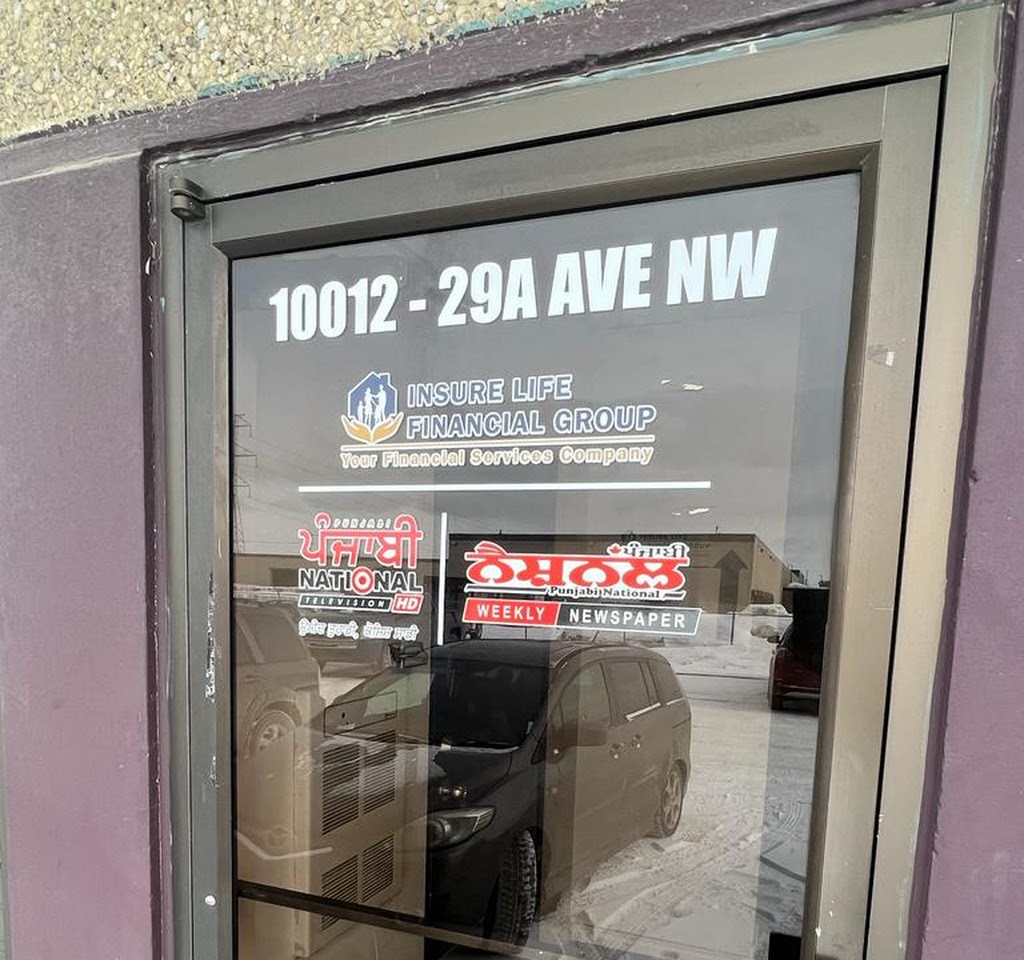 10012 - 29A AVE NW
INSURE LIFE
FINANCIAL GROUP
Your Financial Services Company
PUNJABI
ਪੰਜਾਬੀ
NATIONAL
TELEVISION HD
ਪੰਜਾਬੀ
ਨੈਸ਼ਨਲ
Punjabi National
WEEKLY NEWSPAPER